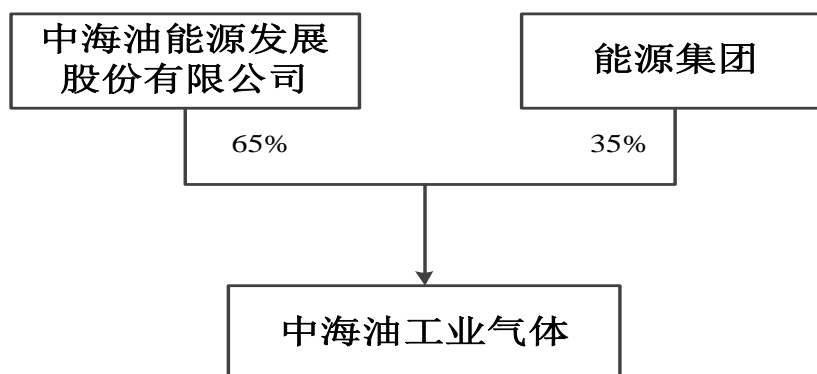 中海油能源发展
股份有限公司
能源集团
65%
35%
中海油工业气体